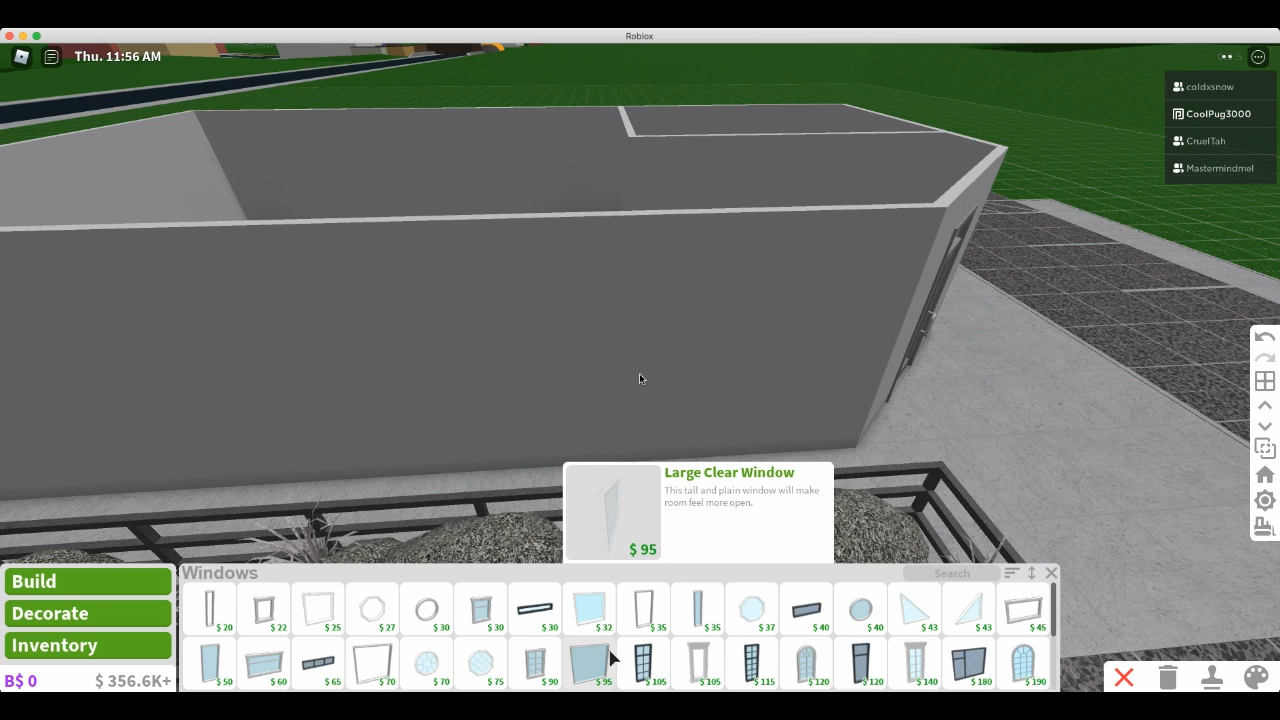 Roblox
Thu. 11:56 AM
coldxsnow
CoolPug3000
CruelTah
Mastermindmel
Large Clear Window
This tall and plain window will make
room feel more open.
$ 95
Build
Decorate
Inventory
B$ 0
$ 356.6K+
Windows
Search
$ 20
$ 22
$ 25
$ 27
$ 30
$ 30
$ 30
$ 32
$ 35
$ 35
$ 37
$ 40
$ 40
$ 43
$ 43
$ 45
$ 50
$ 60
$ 65
$ 70
$ 70
$ 75
$ 90
$ 95
$ 105
$ 105
$ 115
$ 120
$ 120
$ 140
$ 180
$ 190